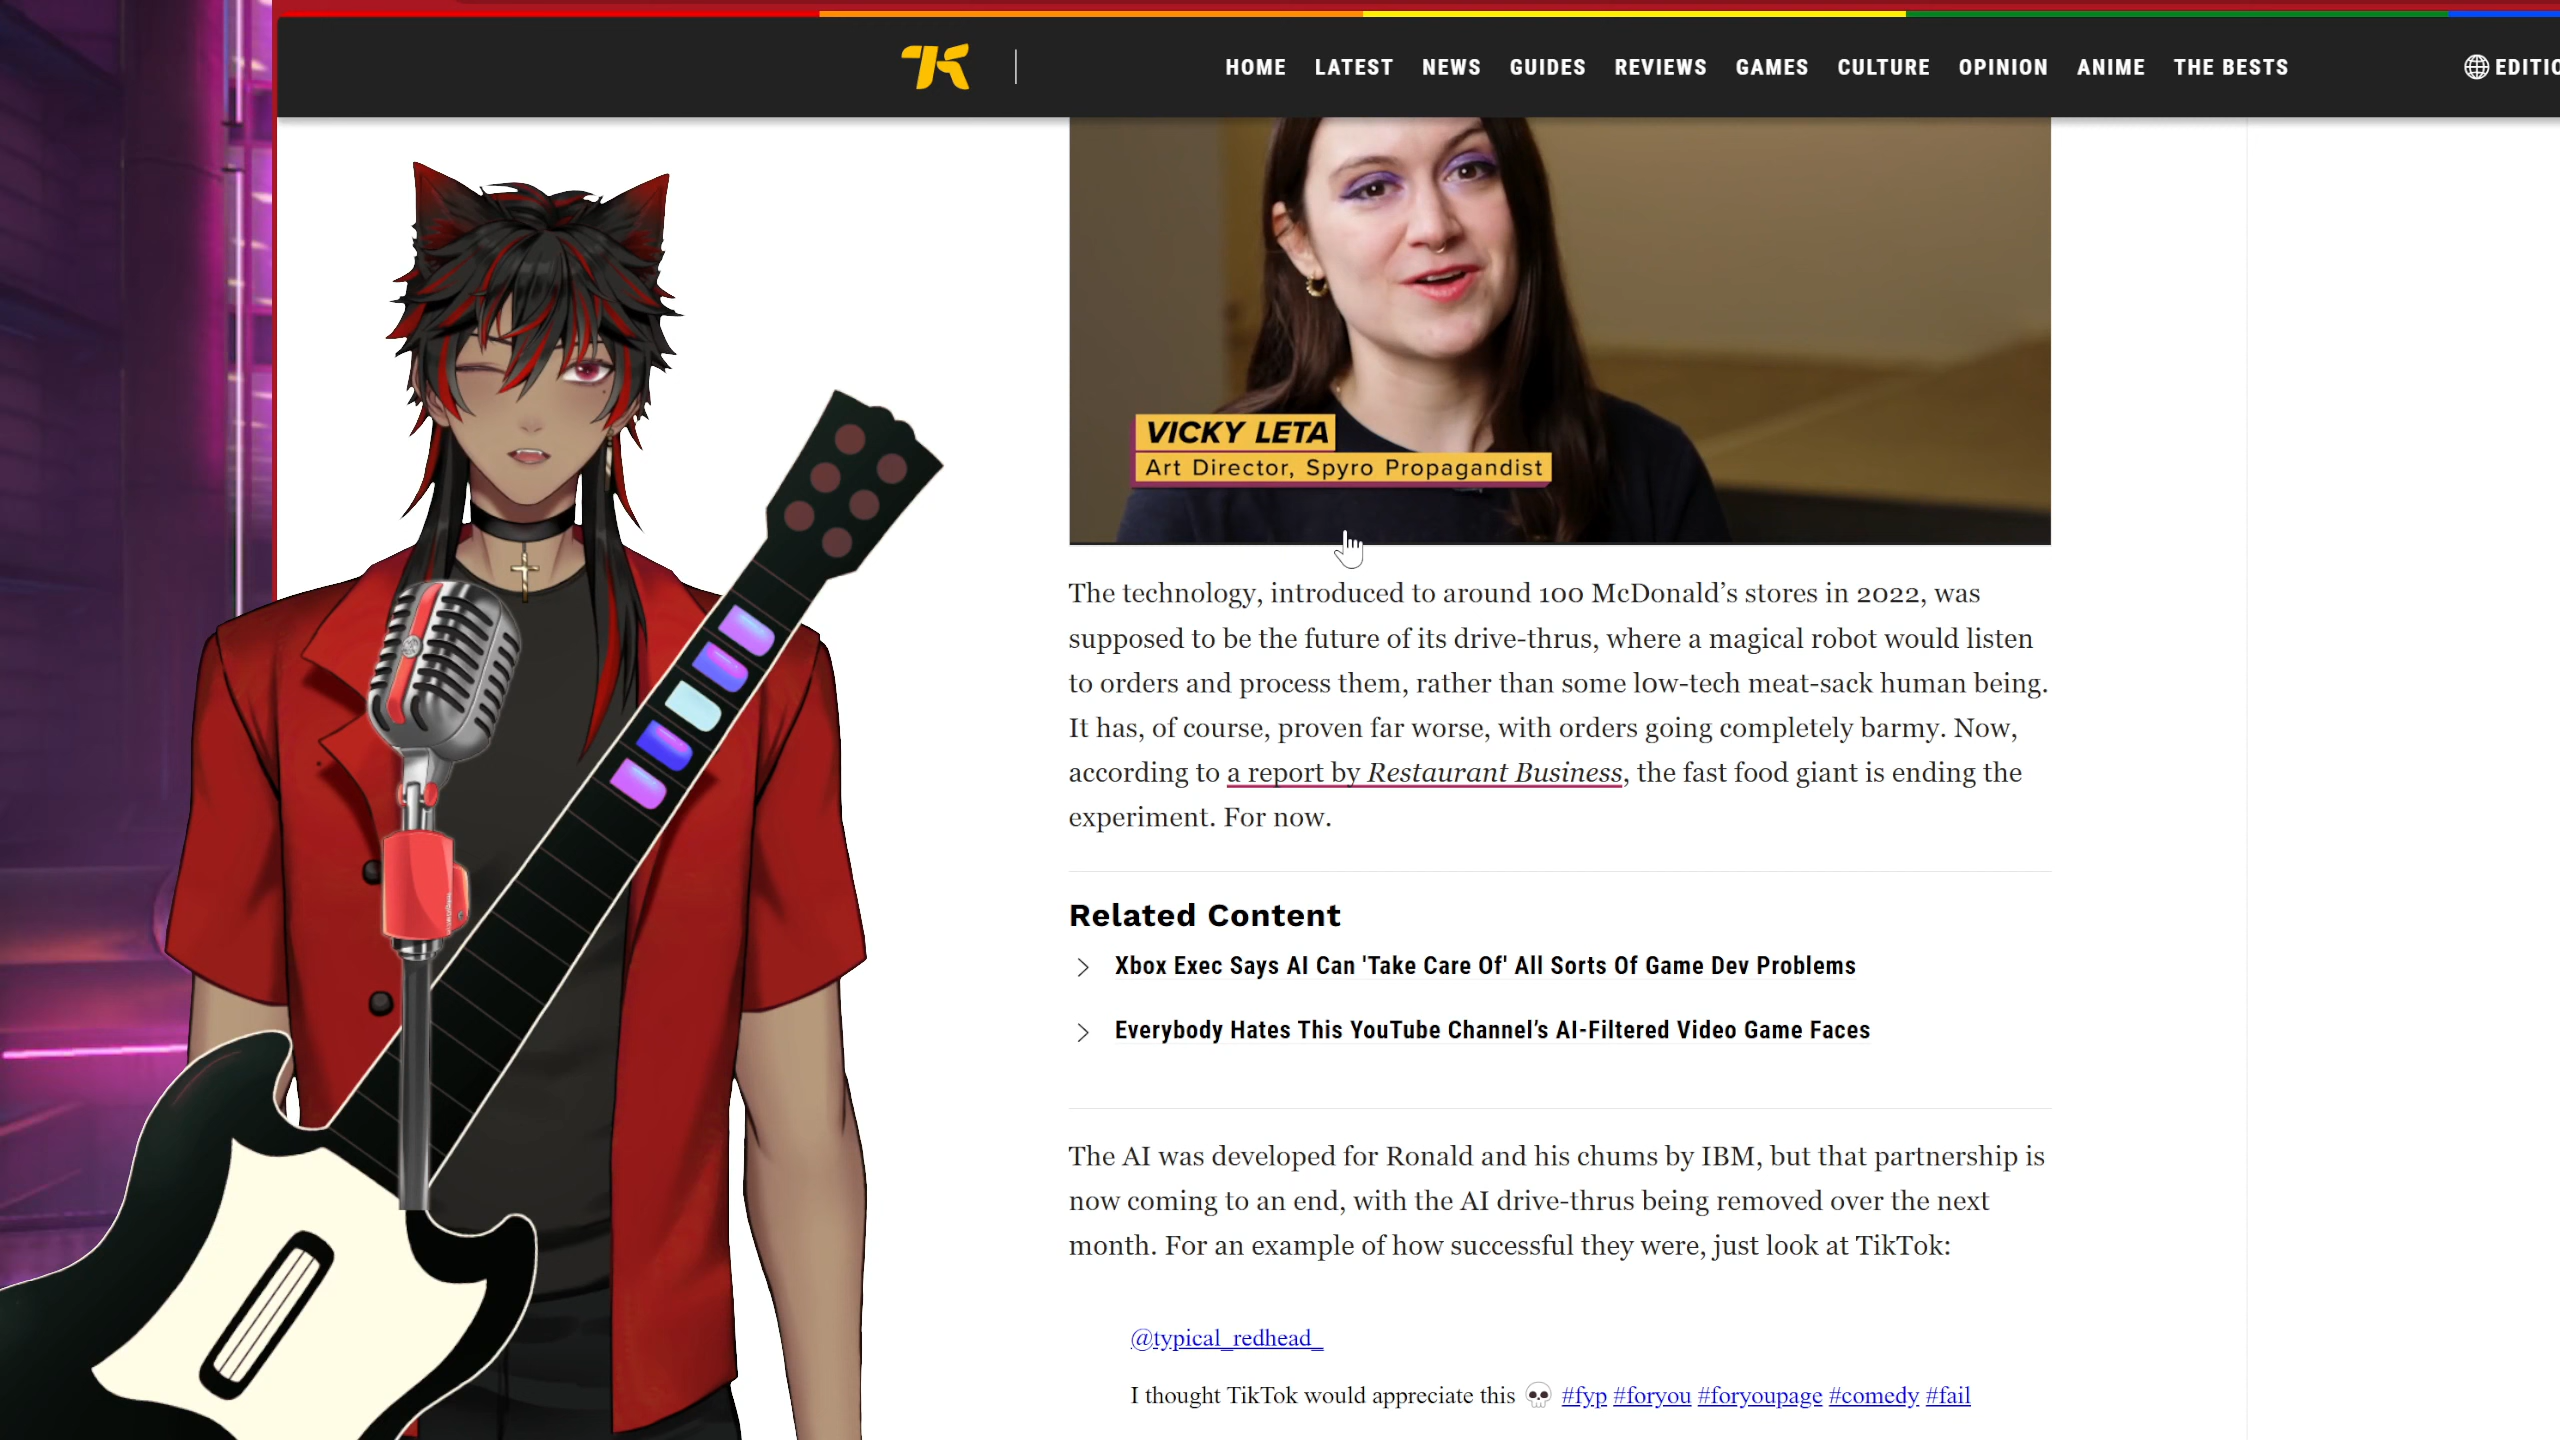 HOME LATEST NEWS GUIDES REVIEWS GAMES CULTURE OPINION ANIME THE BESTS
VICKY LETA
Art Director, Spyro Propagandist
The technology, introduced to around 100 McDonald’s stores in 2022, was
supposed to be the future of its drive-thrus, where a magical robot would listen
to orders and process them, rather than some low-tech meat-sack human being.
It has, of course, proven far worse, with orders going completely barmy. Now,
according to a report by Restaurant Business, the fast food giant is ending the
experiment. For now.
Related Content
Xbox Exec Says AI Can 'Take Care Of' All Sorts Of Game Dev Problems
Everybody Hates This YouTube Channel’s AI-Filtered Video Game Faces
The AI was developed for Ronald and his chums by IBM, but that partnership is
now coming to an end, with the AI drive-thrus being removed over the next
month. For an example of how successful they were, just look at TikTok:
@typical_redhead_
I thought TikTok would appreciate this 💀 #fyp #foryou #foryoupage #comedy #fail